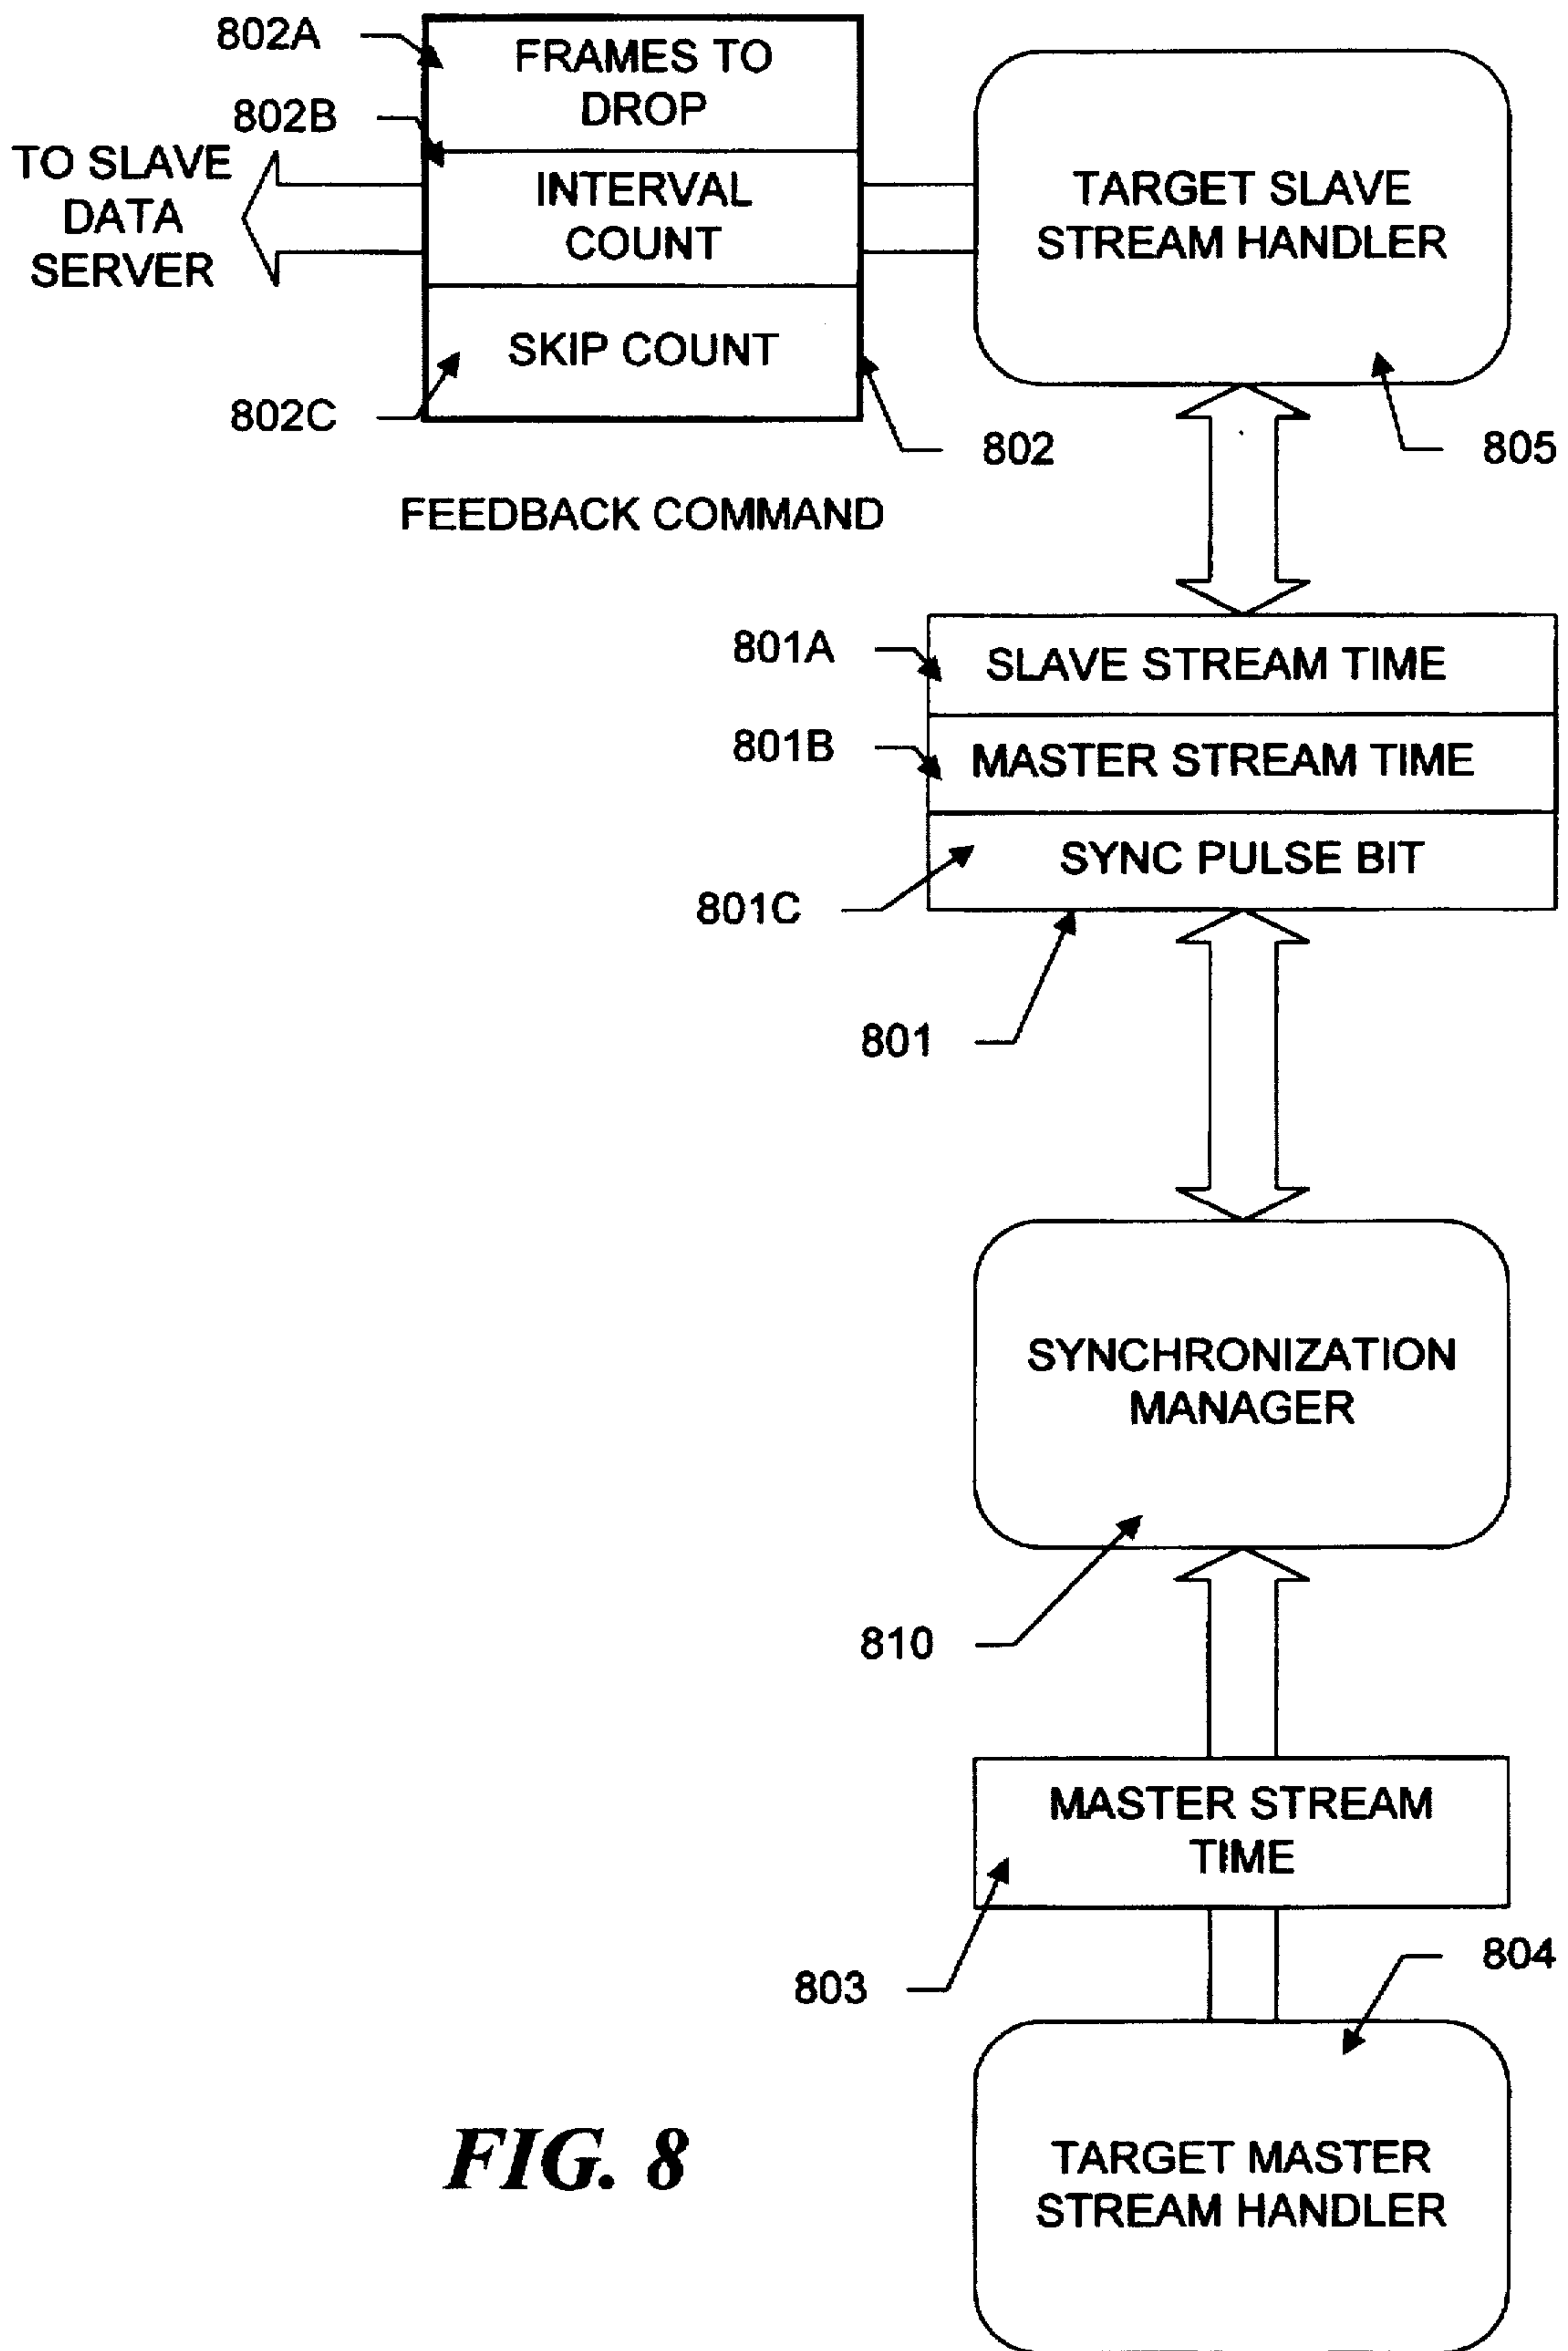 802A
FRAMES TO
DROP
802B
TO SLAVE
DATA
SERVER
INTERVAL
COUNT
TARGET SLAVE
STREAM HANDLER
SKIP COUNT
802C
802
805
FEEDBACK COMMAND
801A
SLAVE STREAM TIME
801B
MASTER STREAM TIME
SYNC PULSE BIT
801C
801
SYNCHRONIZATION
MANAGER
810
MASTER STREAM
TIME
803
804
TARGET MASTER
STREAM HANDLER
FIG. 8